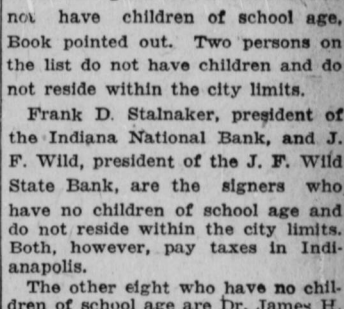 not have children of school age,
Book pointed out. Two persons on
the list do not have children and do
not reside within the city limits.
Frank D. Stalnaker, president of
the Indiana National Bank, and J.
F. Wild, president of the J. F. Wild
State Bank, are the signers who
have no children of school age and
do not reside within the city limits.
Both, however, pay taxes in Indi-
anapolis.
The other eight who have no chil-
dren of school age are Dr. James H.